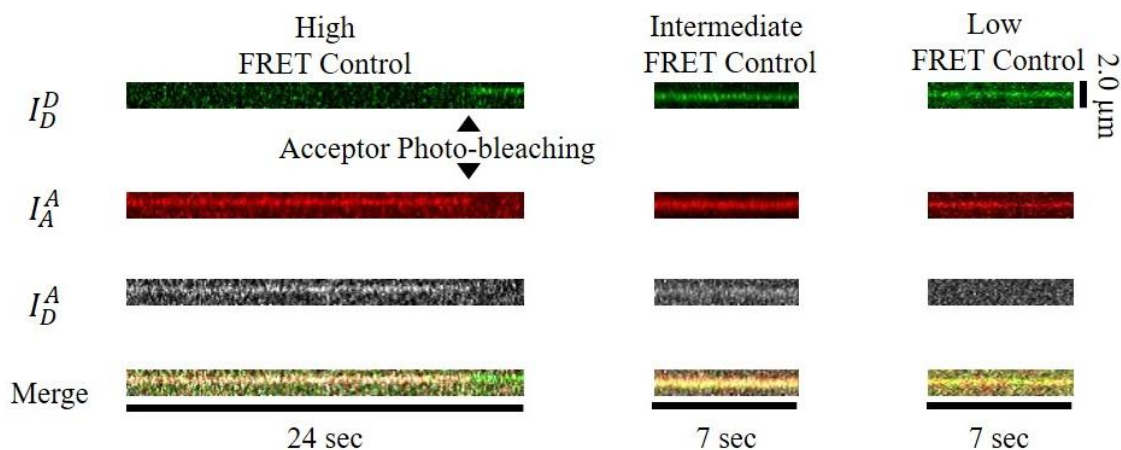 High
FRET Control
Intermediate
FRET Control
Low
FRET Control
I_D^D
2.0 μm
Acceptor Photo-bleaching
I_A^A
I_D^A
Merge
24 sec
7 sec
7 sec